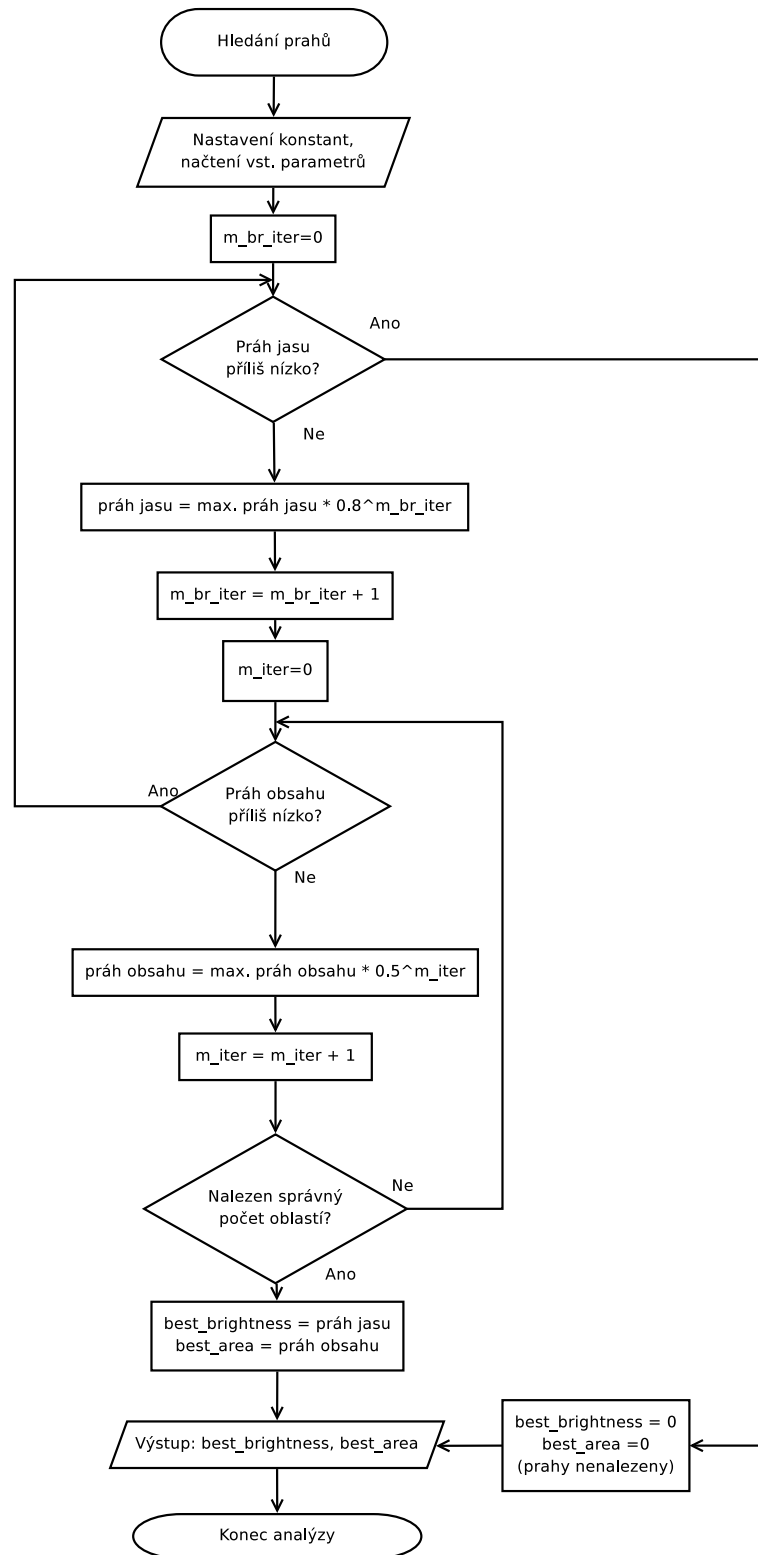 Hledání prahů
Nastavení konstant,
načtení vst. parametrů
m_br_iter=0
Ano
Práh jasu
příliš nízko?
Ne
práh jasu = max. práh jasu * 0.8^m_br_iter
m_br_iter = m_br_iter + 1
m_iter=0
Ano
Práh obsahu
příliš nízko?
Ne
práh obsahu = max. práh obsahu * 0.5^m_iter
m_iter = m_iter + 1
Nalezen správný
počet oblastí?
Ne
Ano
best_brightness = práh jasu
best_area = práh obsahu
best_brightness = 0
best_area =0
(prahy nenalezeny)
Výstup: best_brightness, best_area
Konec analýzy